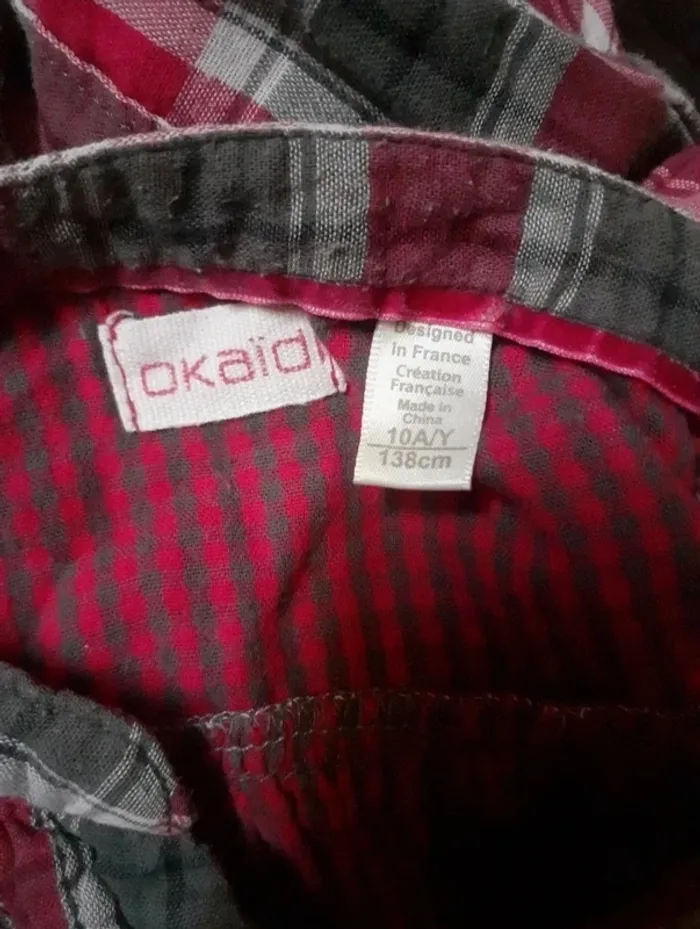 okaïdi
Designed
in France
Création
Française
Made in
China
10A/Y
138cm